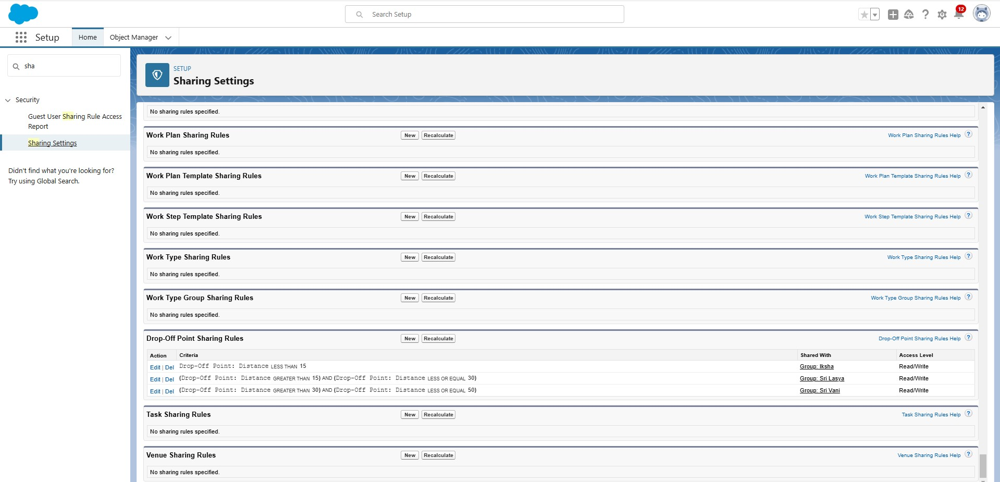 Search Setup
12
Setup
Home
Object Manager
sha
Security
Guest User Sharing Rule Access
Report
Sharing Settings
Didn't find what you're looking for?
Try using Global Search.
SETUP
Sharing Settings
No sharing rules specified.
Work Plan Sharing Rules New Recalculate Work Plan Sharing Rules Help ?
No sharing rules specified.
Work Plan Template Sharing Rules New Recalculate Work Plan Template Sharing Rules Help ?
No sharing rules specified.
Work Step Template Sharing Rules New Recalculate Work Step Template Sharing Rules Help ?
No sharing rules specified.
Work Type Sharing Rules New Recalculate Work Type Sharing Rules Help ?
No sharing rules specified.
Work Type Group Sharing Rules New Recalculate Work Type Group Sharing Rules Help ?
No sharing rules specified.
Drop-Off Point Sharing Rules New Recalculate Drop-Off Point Sharing Rules Help ?
Action Criteria Shared With Access Level
Edit | Del Drop-Off Point: Distance LESS THAN 15 Group: Iksha Read/Write
Edit | Del (Drop-Off Point: Distance GREATER THAN 15) AND (Drop-Off Point: Distance LESS OR EQUAL 30) Group: Sri Lasya Read/Write
Edit | Del (Drop-Off Point: Distance GREATER THAN 30) AND (Drop-Off Point: Distance LESS OR EQUAL 50) Group: Sri Vani Read/Write
Task Sharing Rules New Recalculate Task Sharing Rules Help ?
No sharing rules specified.
Venue Sharing Rules New Recalculate Venue Sharing Rules Help ?
No sharing rules specified.